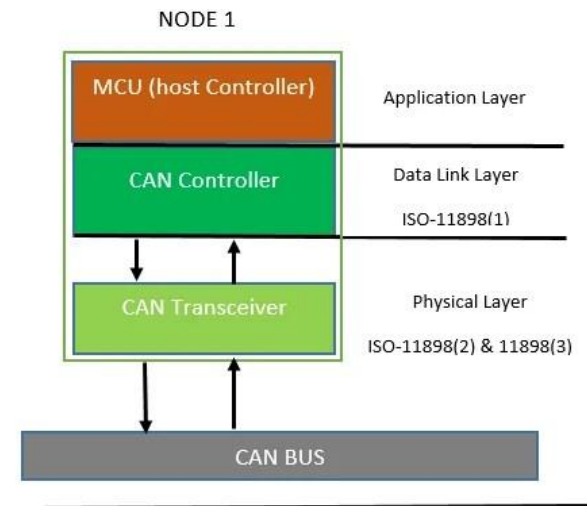 NODE 1
MCU (host Controller)
Application Layer
CAN Controller
Data Link Layer
ISO-11898(1)
CAN Transceiver
Physical Layer
ISO-11898(2) & 11898(3)
CAN BUS